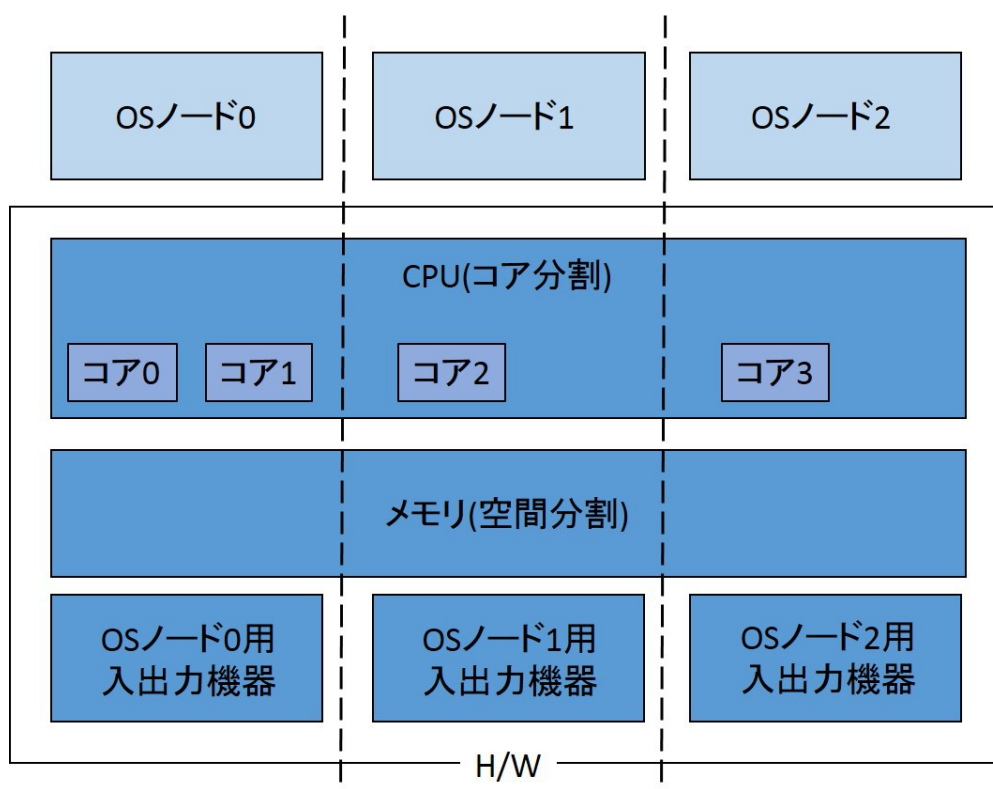 OSノード0
OSノード1
OSノード2
CPU(コア分割)
コア0
コア1
コア2
コア3
メモリ(空間分割)
OSノード0用
入出力機器
OSノード1用
入出力機器
OSノード2用
入出力機器
H/W